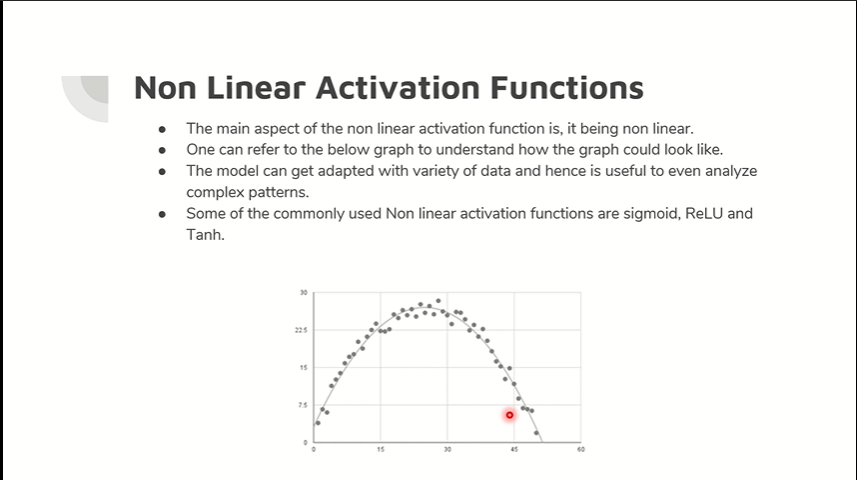 Non Linear Activation Functions
● The main aspect of the non linear activation function is, it being non linear.
● One can refer to the below graph to understand how the graph could look like.
● The model can get adapted with variety of data and hence is useful to even analyze
complex patterns.
● Some of the commonly used Non linear activation functions are sigmoid, ReLU and
Tanh.
30
22.5
15
7.5
0
0 15 30 45 60